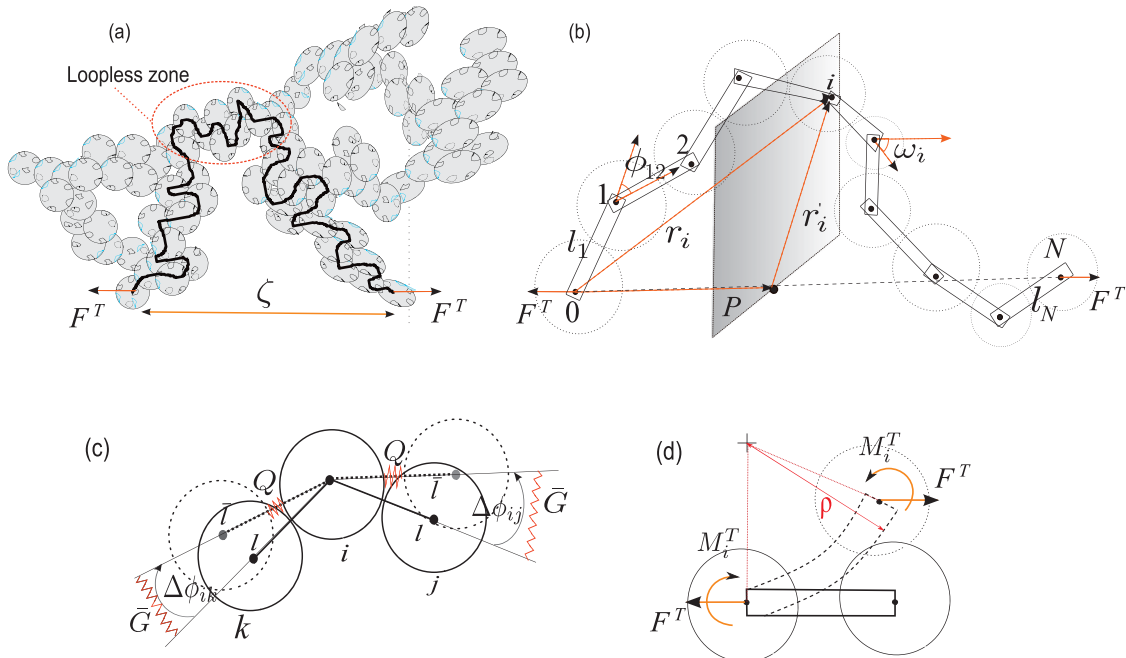 (a)
Loopless zone
F^T
ζ
F^T
(b)
i
ϕ_12
2
1
ω_i
l_1
r_i
r'_i
N
F^T
0
P
l_N
F^T
(c)
Q
Q
l̄
l̄
Ḡ
Δϕ_ij
l
l
i
j
Δϕ_ik
Ḡ
k
(d)
M_i^T
F^T
ρ
M_i^T
F^T